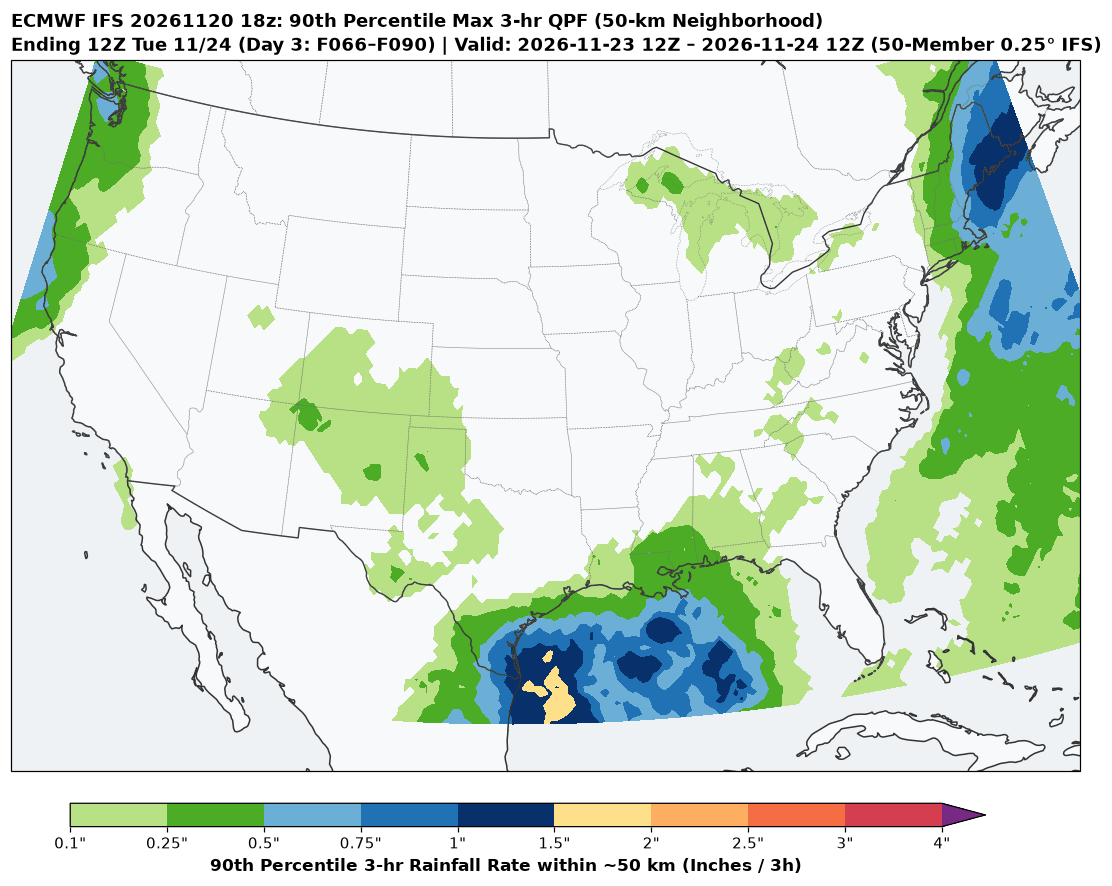 ECMWF IFS 20261120 18z: 90th Percentile Max 3-hr QPF (50-km Neighborhood)
Ending 12Z Tue 11/24 (Day 3: F066–F090) | Valid: 2026-11-23 12Z – 2026-11-24 12Z (50-Member 0.25° IFS)
0.1" 0.25" 0.5" 0.75" 1" 1.5" 2" 2.5" 3" 4"
90th Percentile 3-hr Rainfall Rate within ~50 km (Inches / 3h)